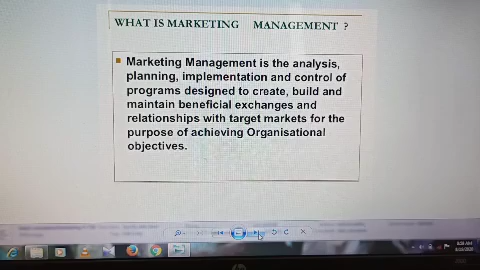 WHAT IS MARKETING MANAGEMENT ?
Marketing Management is the analysis,
planning, implementation and control of
programs designed to create, build and
maintain beneficial exchanges and
relationships with target markets for the
purpose of achieving Organisational
objectives.